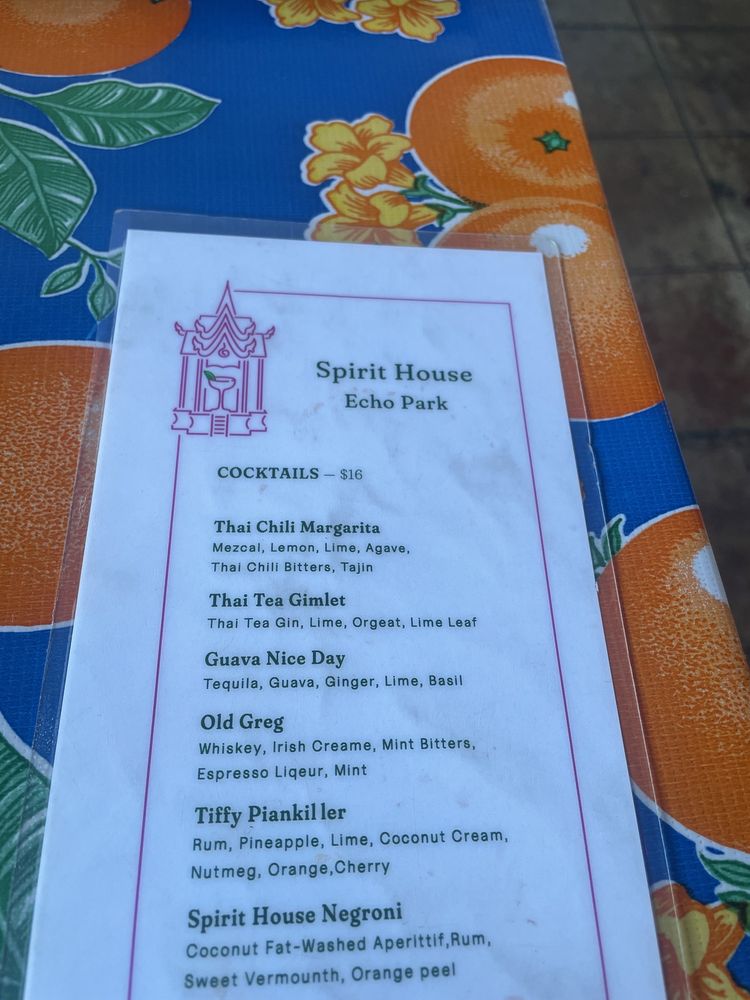 Spirit House
Echo Park
COCKTAILS – $16
Thai Chili Margarita
Mezcal, Lemon, Lime, Agave,
Thai Chili Bitters, Tajin
Thai Tea Gimlet
Thai Tea Gin, Lime, Orgeat, Lime Leaf
Guava Nice Day
Tequila, Guava, Ginger, Lime, Basil
Old Greg
Whiskey, Irish Creame, Mint Bitters,
Espresso Liqeur, Mint
Tiffy Piankiller
Rum, Pineapple, Lime, Coconut Cream,
Nutmeg, Orange,Cherry
Spirit House Negroni
Coconut Fat-Washed Aperittif,Rum,
Sweet Vermounth, Orange peel